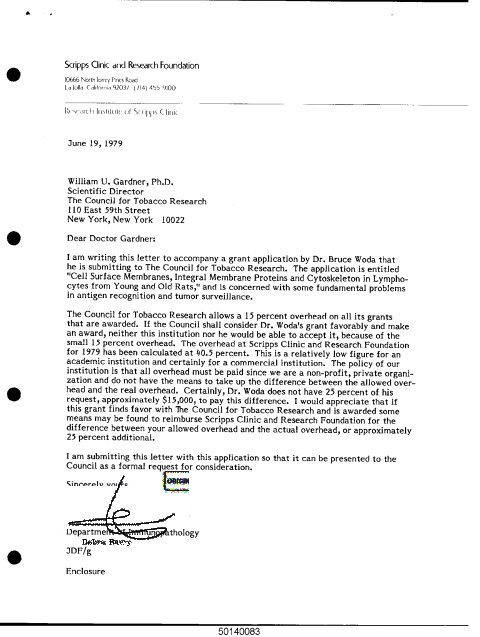 Scripps Clinic and Research Foundation
10666 North Torrey Pines Road
La Jolla, California 92037 (714) 455-9100
Research Institute of Scripps Clinic
June 19, 1979
William U. Gardner, Ph.D.
Scientific Director
The Council for Tobacco Research
110 East 59th Street
New York, New York 10022
Dear Doctor Gardner:
I am writing this letter to accompany a grant application by Dr. Bruce Woda that
he is submitting to The Council for Tobacco Research. The application is entitled
"Cell Surface Membranes, Integral Membrane Proteins and Cytoskeleton in Lympho-
cytes from Young and Old Rats," and is concerned with some fundamental problems
in antigen recognition and tumor surveillance.
The Council for Tobacco Research allows a 15 percent overhead on all its grants
that are awarded. If the Council shall consider Dr. Woda's grant favorably and make
an award, neither this institution nor he would be able to accept it, because of the
small 15 percent overhead. The overhead at Scripps Clinic and Research Foundation
for 1979 has been calculated at 40.5 percent. This is a relatively low figure for an
academic institution and certainly for a commercial institution. The policy of our
institution is that all overhead must be paid since we are a non-profit, private organi-
zation and do not have the means to take up the difference between the allowed over-
head and the real overhead. Certainly, Dr. Woda does not have 25 percent of his
request, approximately $15,000, to pay this difference. I would appreciate that if
this grant finds favor with The Council for Tobacco Research and is awarded some
means may be found to reimburse Scripps Clinic and Research Foundation for the
difference between your allowed overhead and the actual overhead, or approximately
25 percent additional.
I am submitting with this application so that it can be presented to the
Council as a formal request for consideration.
Sincerely yours
Department of Immunopathology
JDF/g
Enclosure
50140083